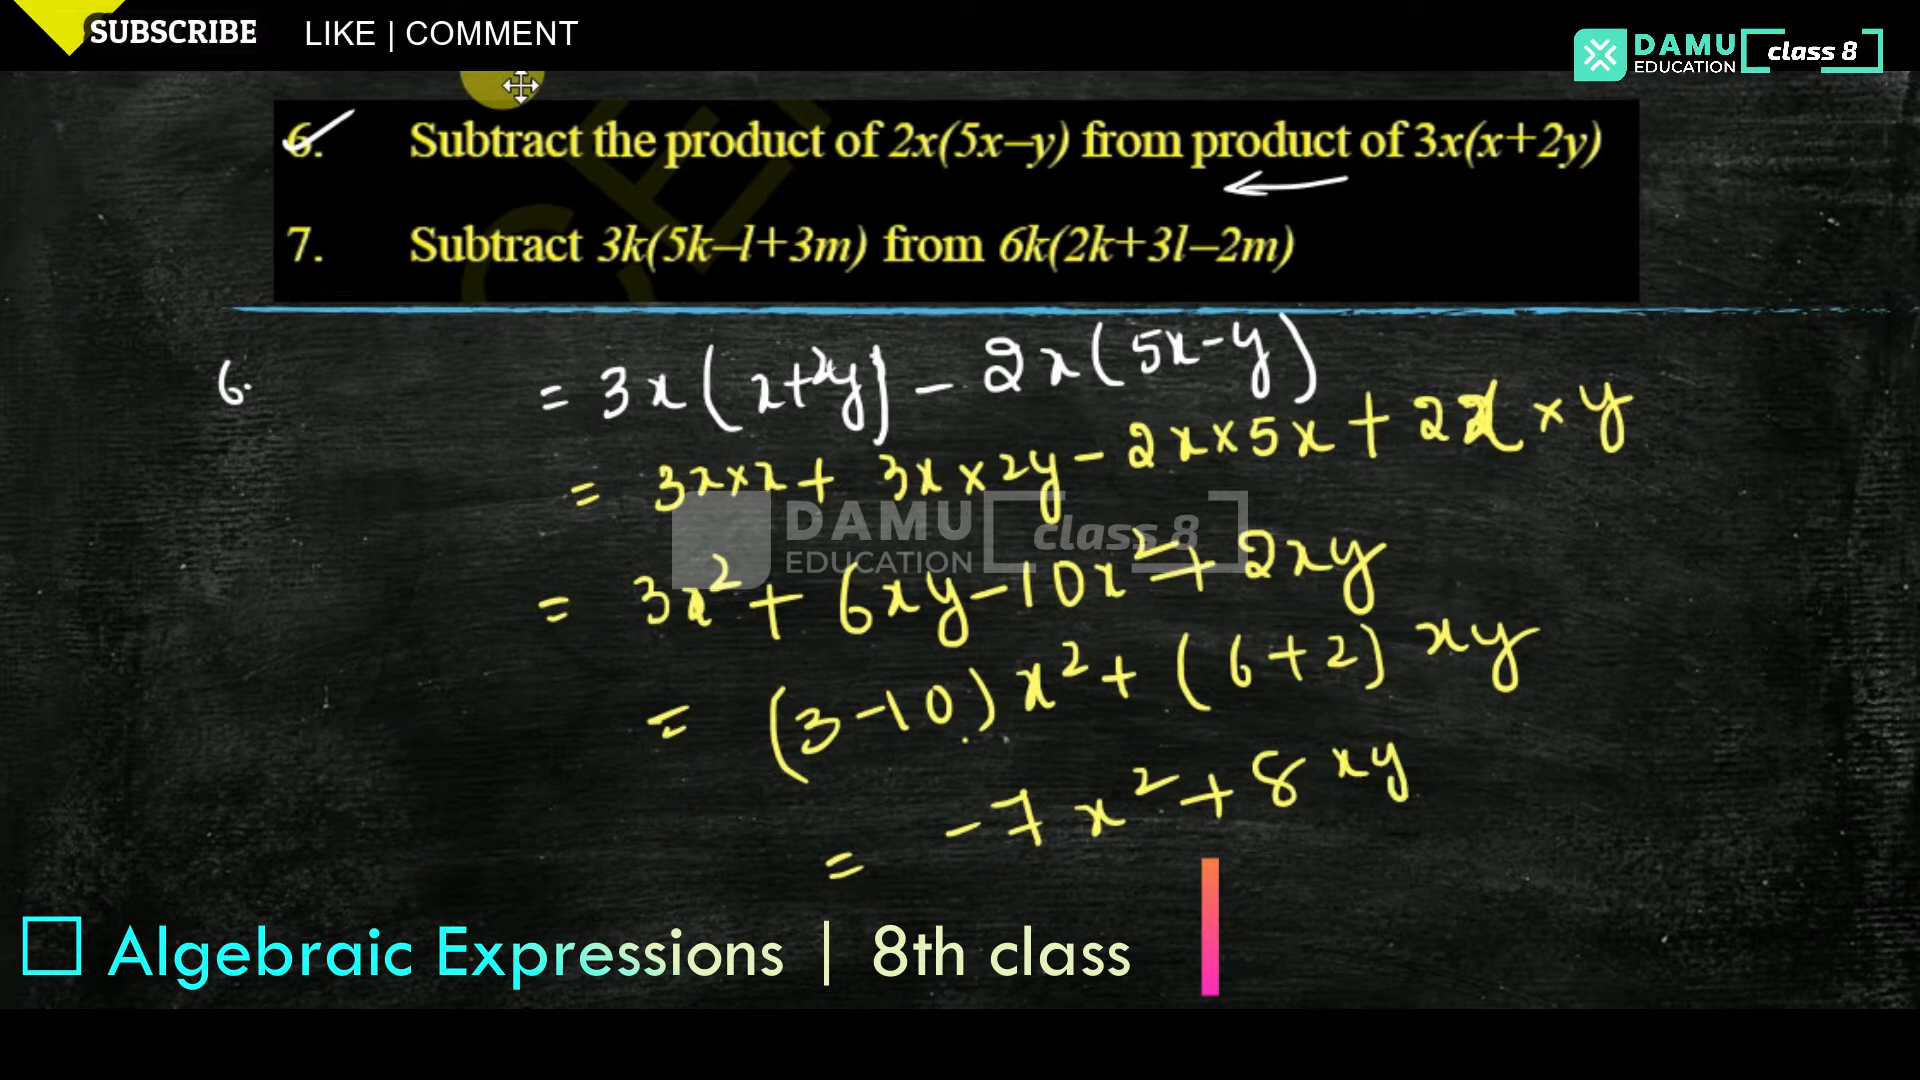 SUBSCRIBE LIKE | COMMENT
DAMU EDUCATION class 8
6. Subtract the product of 2x(5x–y) from product of 3x(x+2y)
7. Subtract 3k(5k–l+3m) from 6k(2k+3l–2m)
6. = 3x(x+2y) - 2x(5x-y)
= 3x×x + 3x×2y - 2x×5x + 2x×y
DAMU EDUCATION class 8
= 3x² + 6xy - 10x² + 2xy
= (3-10)x² + (6+2)xy
= -7x² + 8xy
Algebraic Expressions | 8th class